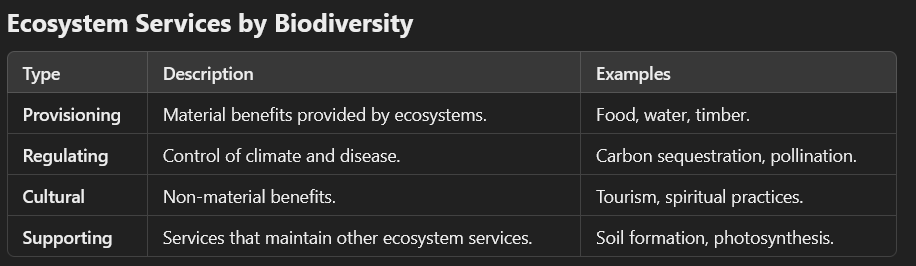 Ecosystem Services by Biodiversity
Type Description Examples
Provisioning Material benefits provided by ecosystems. Food, water, timber.
Regulating Control of climate and disease. Carbon sequestration, pollination.
Cultural Non-material benefits. Tourism, spiritual practices.
Supporting Services that maintain other ecosystem services. Soil formation, photosynthesis.